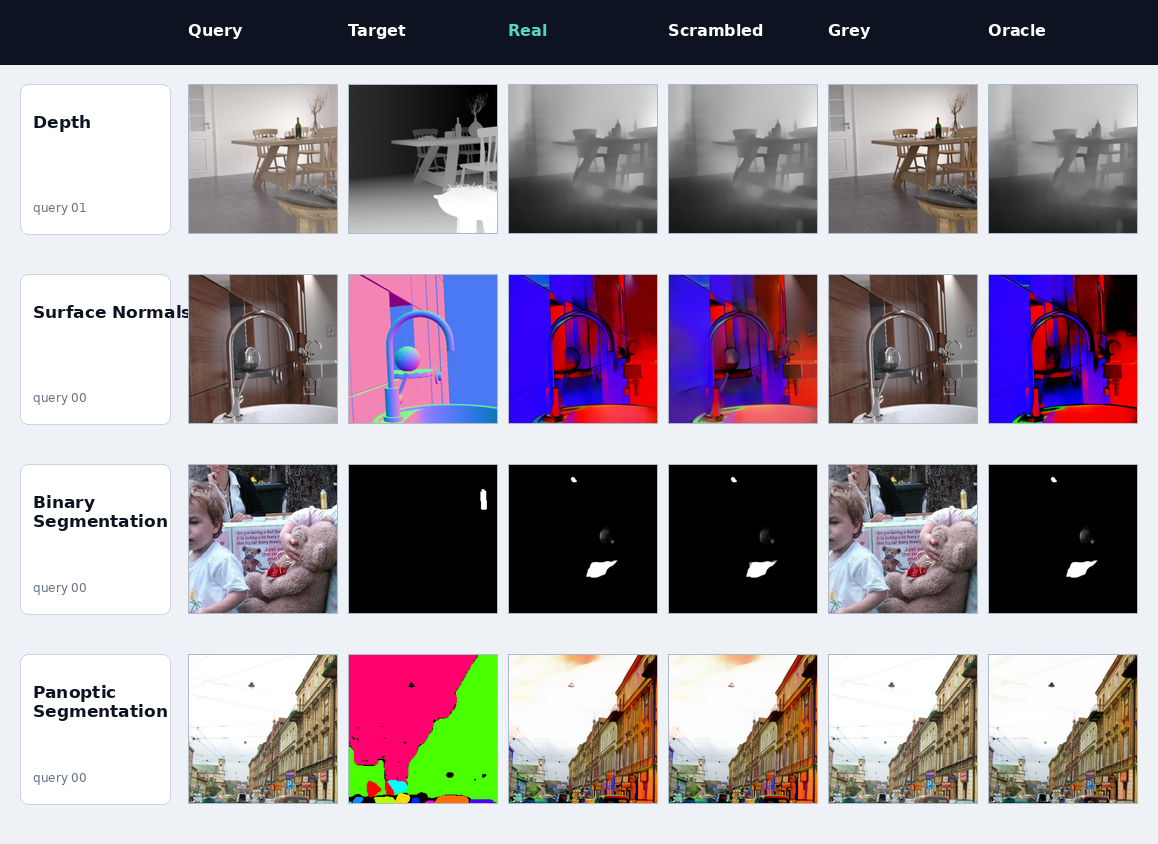 Query Target Real Scrambled Grey Oracle
Depth
query 01
Surface Normals
query 00
Binary
Segmentation
query 00
Panoptic
Segmentation
query 00